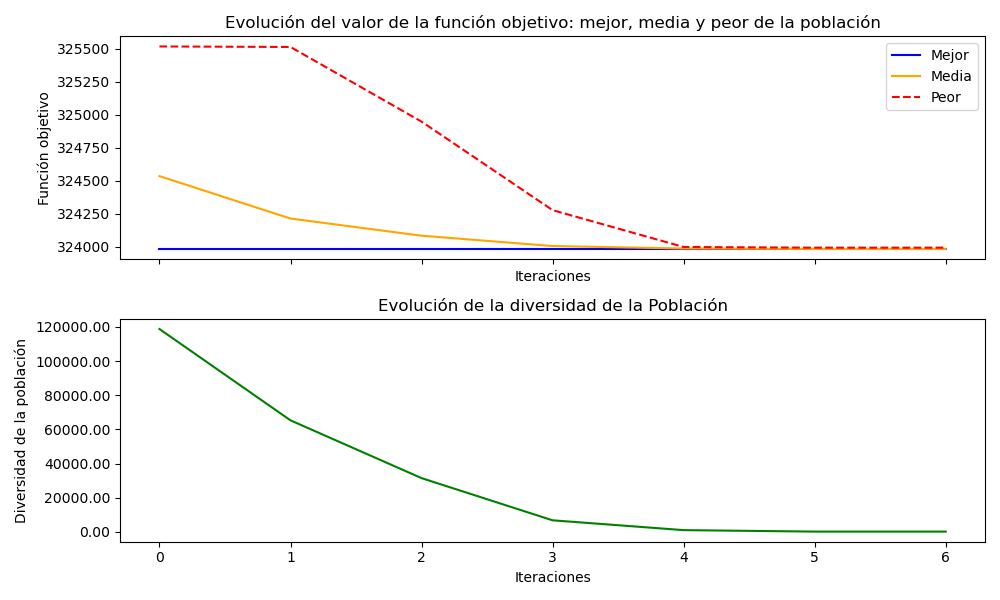 Evolución del valor de la función objetivo: mejor, media y peor de la población
325500
325250
325000
324750
324500
324250
324000
Función objetivo
Mejor
Media
Peor
Iteraciones
Evolución de la diversidad de la Población
120000.00
100000.00
80000.00
60000.00
40000.00
20000.00
0.00
Diversidad de la población
0 1 2 3 4 5 6
Iteraciones